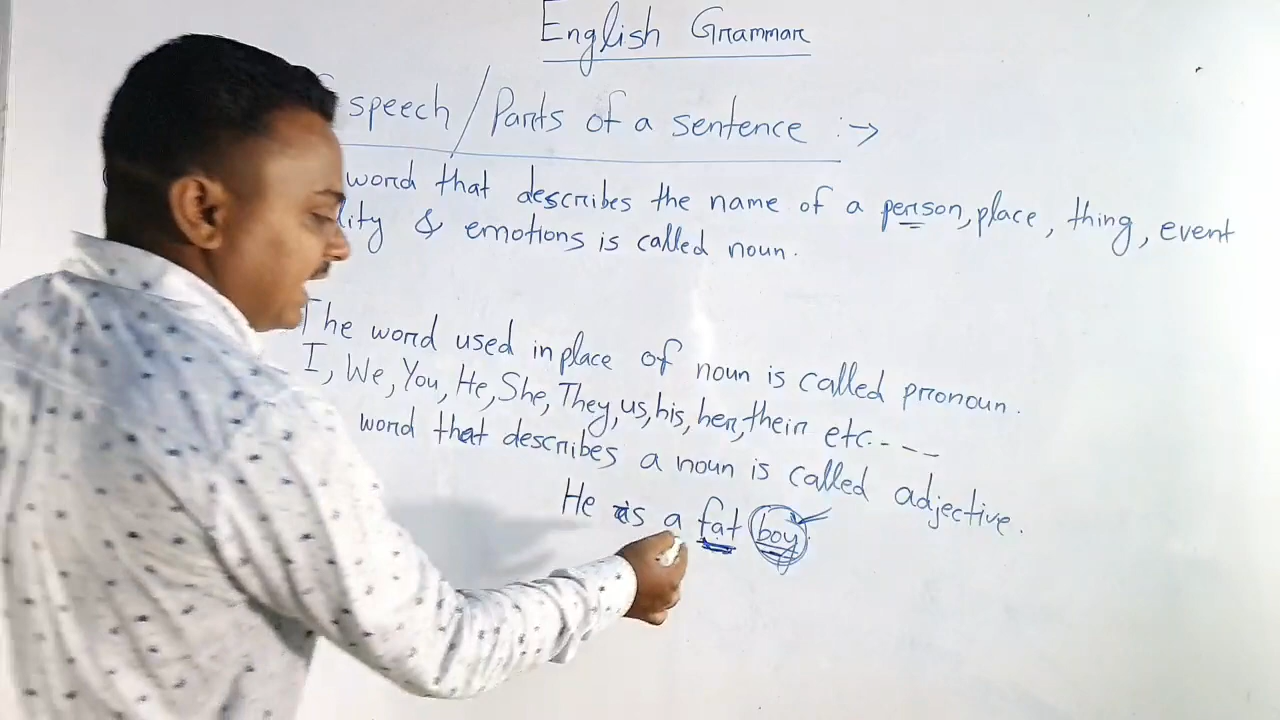 English Grammar
speech / Parts of a sentence :→
word that describes the name of a person, place, thing, event
& emotions is called noun.
The word used in place of noun is called pronoun.
I, We, You, He, She, They, us, his, her, their etc----
word that describes a noun is called adjective.
He is a fat boy.